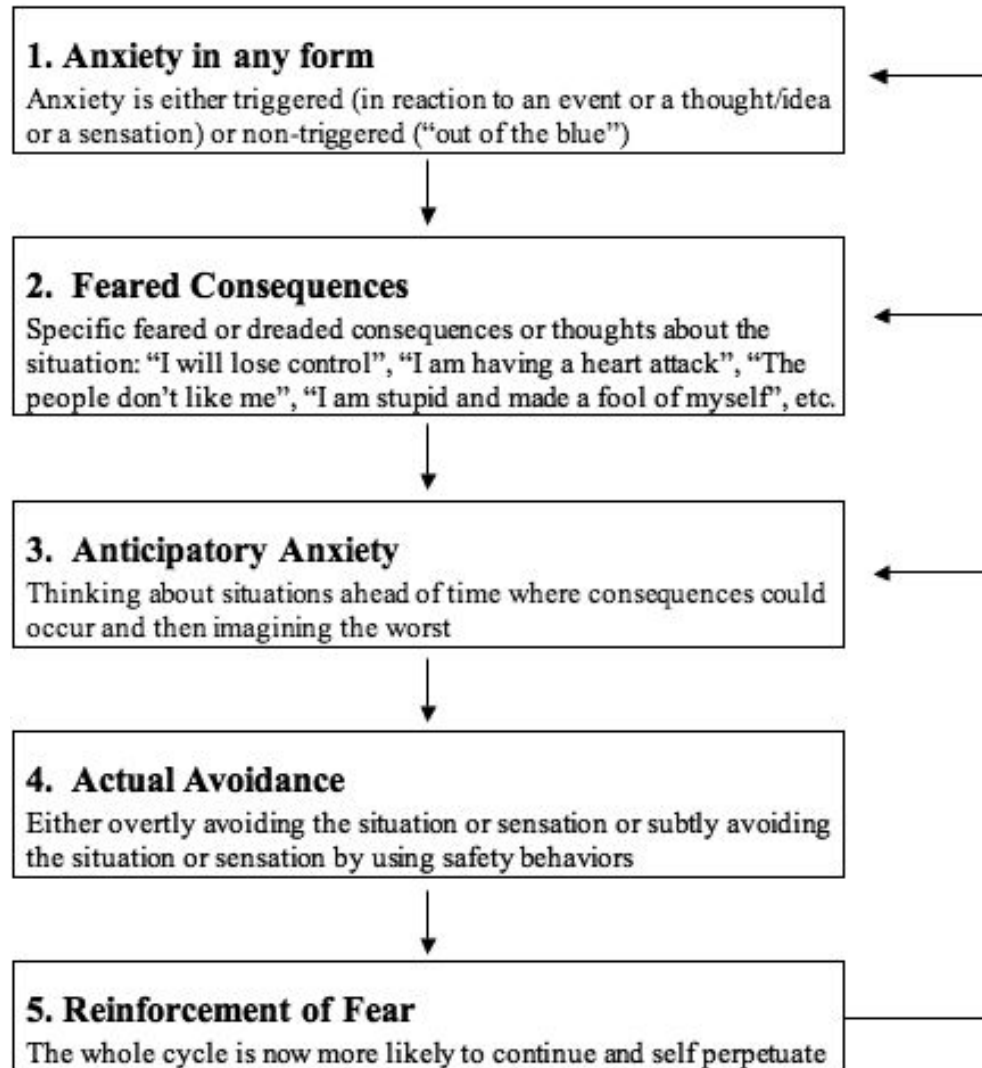 1. Anxiety in any form
Anxiety is either triggered (in reaction to an event or a thought/idea
or a sensation) or non-triggered (“out of the blue”)
2. Feared Consequences
Specific feared or dreaded consequences or thoughts about the
situation: “I will lose control”, “I am having a heart attack”, “The
people don’t like me”, “I am stupid and made a fool of myself”, etc.
3. Anticipatory Anxiety
Thinking about situations ahead of time where consequences could
occur and then imagining the worst
4. Actual Avoidance
Either overtly avoiding the situation or sensation or subtly avoiding
the situation or sensation by using safety behaviors
5. Reinforcement of Fear
The whole cycle is now more likely to continue and self perpetuate